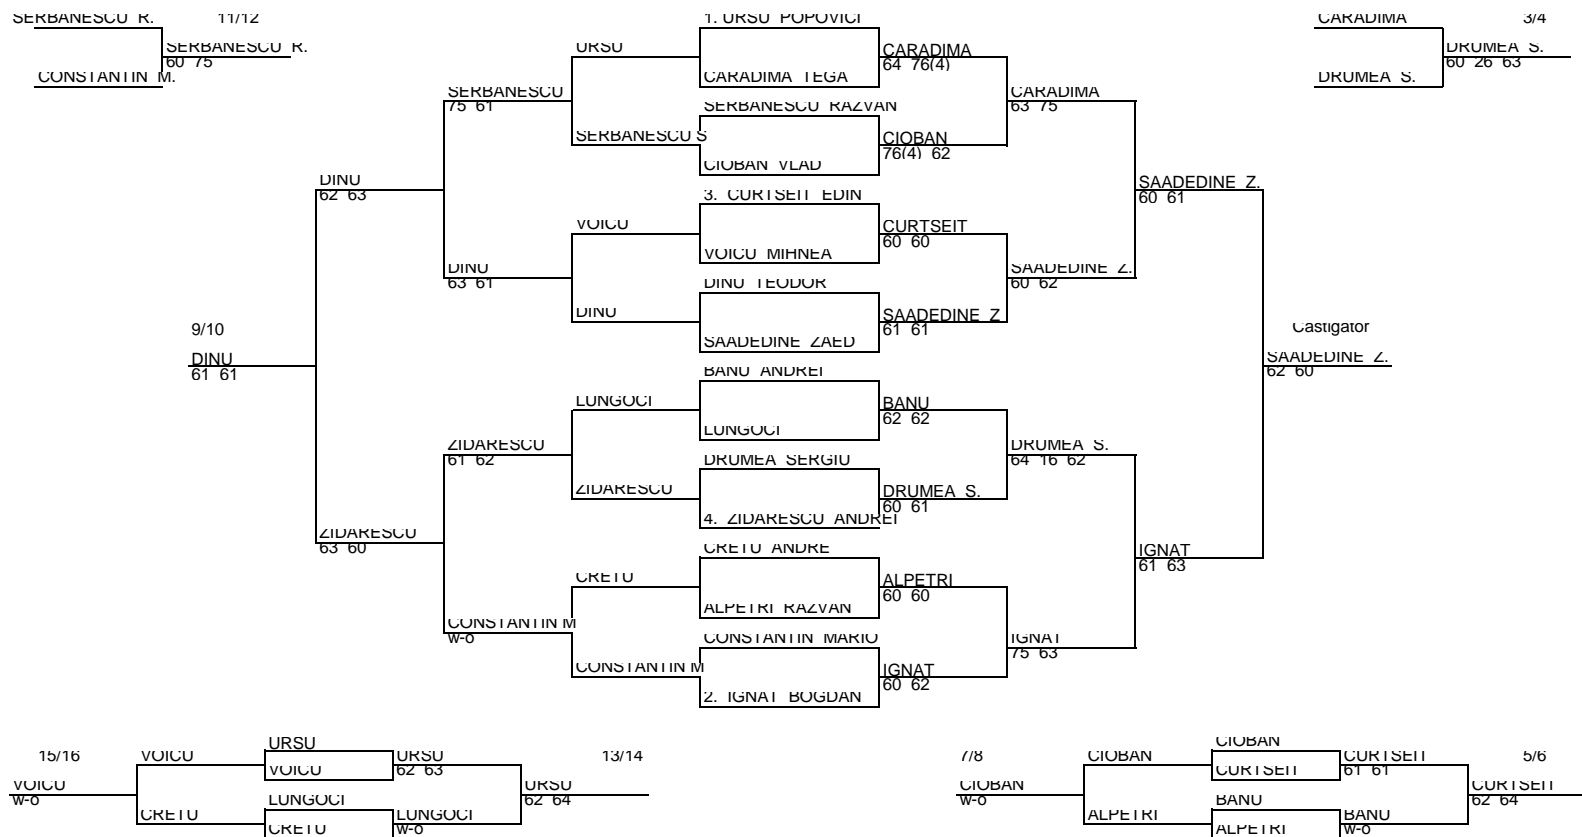 SERBANESCU R. 11/12 1. URSU POPOVICI CARADIMA 3/4
SERBANESCU R. URSU CARADIMA DRUMEA S.
60 75 64 76(4) 60 26 63
CONSTANTIN M. CARADIMA TEGA DRUMEA S.
SERBANESCU CARADIMA
75 61 SERBANESCU RAZVAN 63 75
SERBANESCU S CIOBAN
76(4) 62
CIOBAN VLAD
DINU SAADEDINE Z.
62 63 3. CURTSEIT EDIN 60 61
VOICU CURTSEIT
60 60
VOICU MIHNEA
DINU SAADEDINE Z.
63 61 DINU TEODOR 60 62
DINU SAADEDINE Z
61 61
9/10 Castigator
SAADEDINE ZAED
DINU SAADEDINE Z.
61 61 BANU ANDREI 62 60
LUNGOCI BANU
62 62
LUNGOCI
ZIDARESCU DRUMEA S.
61 62 DRUMEA SERGIU 64 16 62
ZIDARESCU DRUMEA S.
60 61
4. ZIDARESCU ANDREI
ZIDARESCU IGNAT
63 60 CRETU ANDRE 61 63
CRETU ALPETRI
60 60
ALPETRI RAZVAN
CONSTANTIN M IGNAT
w-o CONSTANTIN MARIO 75 63
CONSTANTIN M IGNAT
60 62
2. IGNAT BOGDAN
URSU CIOBAN
15/16 VOICU URSU 13/14 7/8 CIOBAN CURTSEIT 5/6
VOICU 62 63 CURTSEIT 61 61
VOICU URSU CIOBAN CURTSEIT
w-o LUNGOCI 62 64 w-o BANU 62 64
CRETU LUNGOCI ALPETRI BANU
CRETU w-o ALPETRI w-o